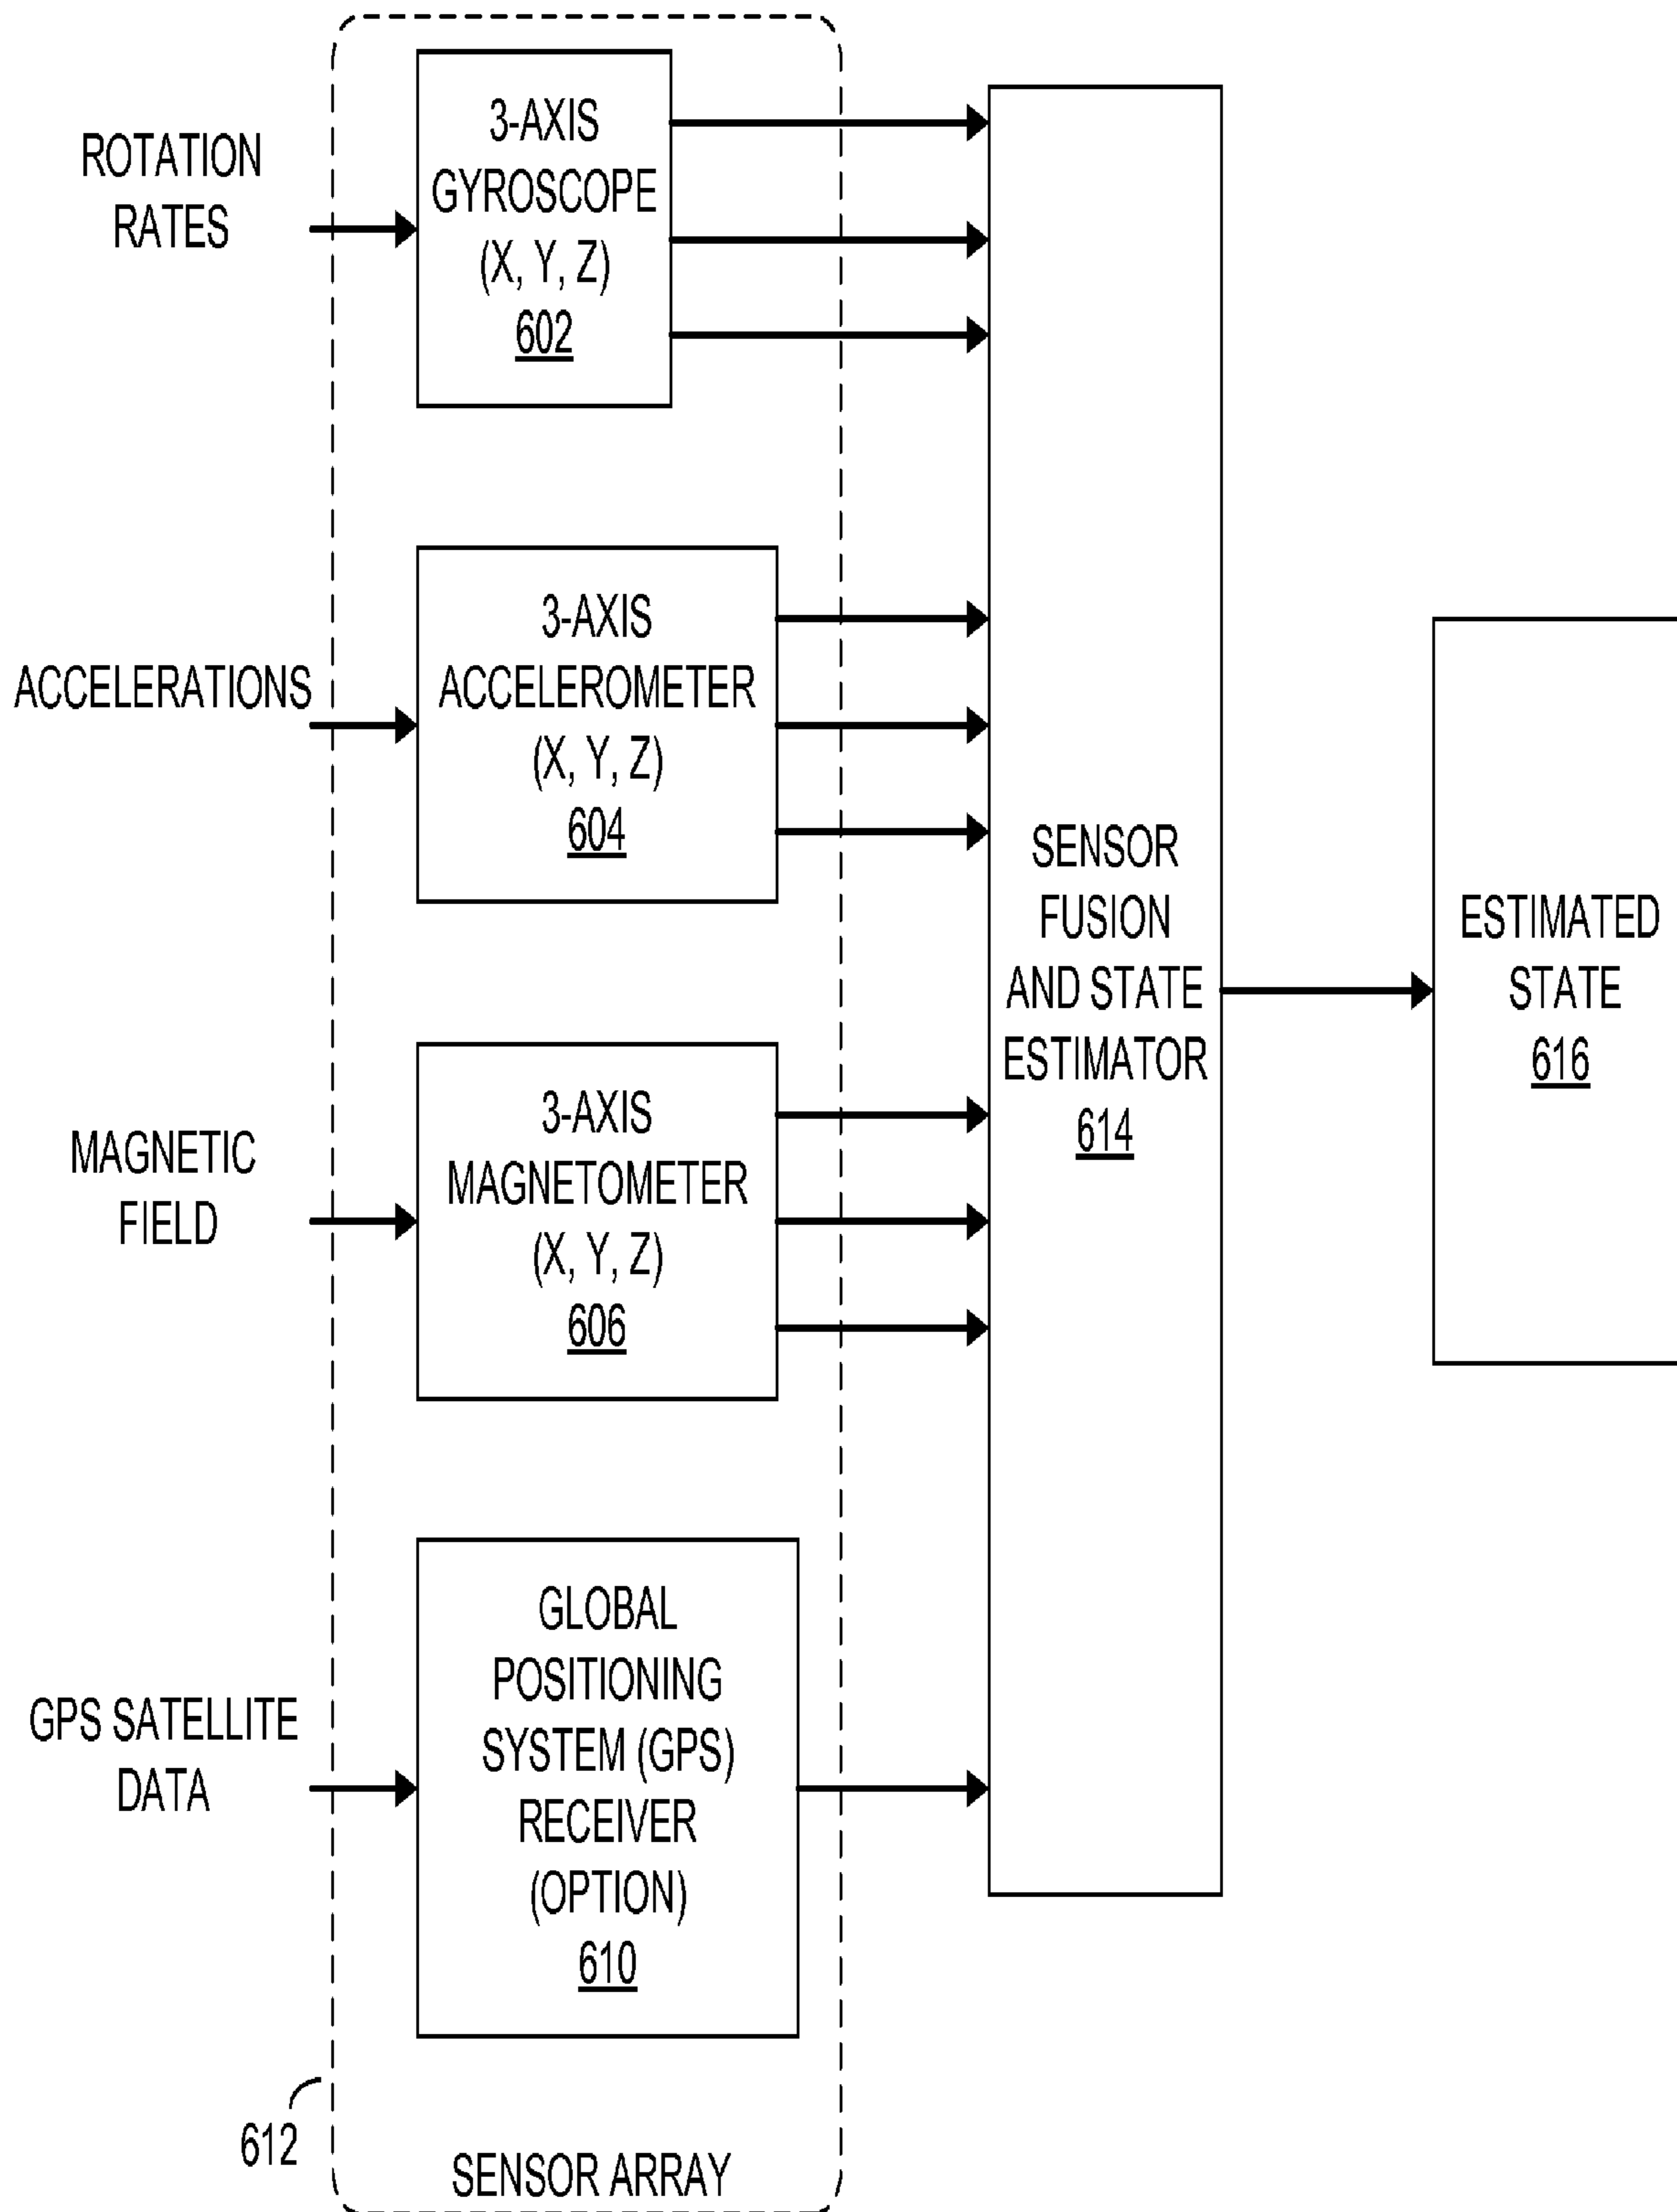 ROTATION
RATES
3-AXIS
GYROSCOPE
(X, Y, Z)
602
ACCELERATIONS
3-AXIS
ACCELEROMETER
(X, Y, Z)
604
MAGNETIC
FIELD
3-AXIS
MAGNETOMETER
(X, Y, Z)
606
GPS SATELLITE
DATA
GLOBAL
POSITIONING
SYSTEM (GPS)
RECEIVER
(OPTION)
610
612
SENSOR ARRAY
SENSOR
FUSION
AND STATE
ESTIMATOR
614
ESTIMATED
STATE
616